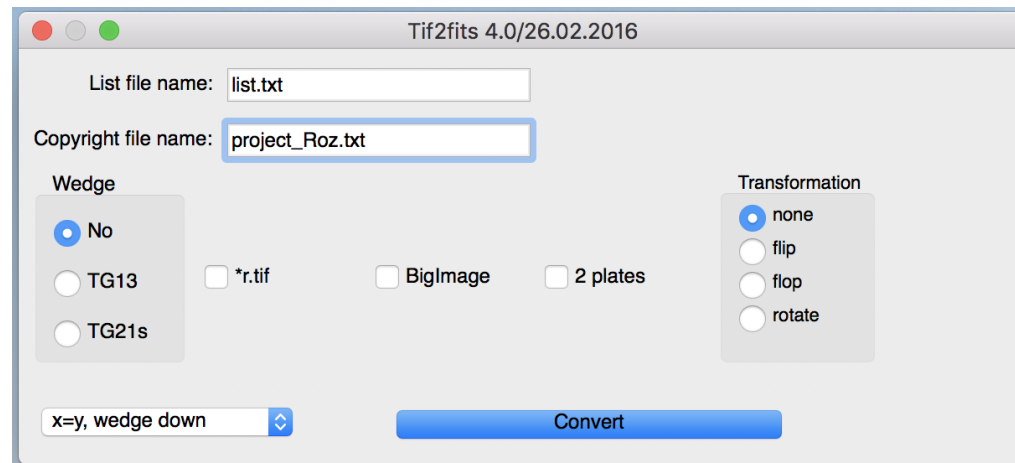 Tif2fits 4.0/26.02.2016
List file name: list.txt
Copyright file name: project_Roz.txt
Wedge
Transformation
No
none
flip
TG13
*r.tif
BigImage
2 plates
flop
rotate
TG21s
x=y, wedge down
Convert